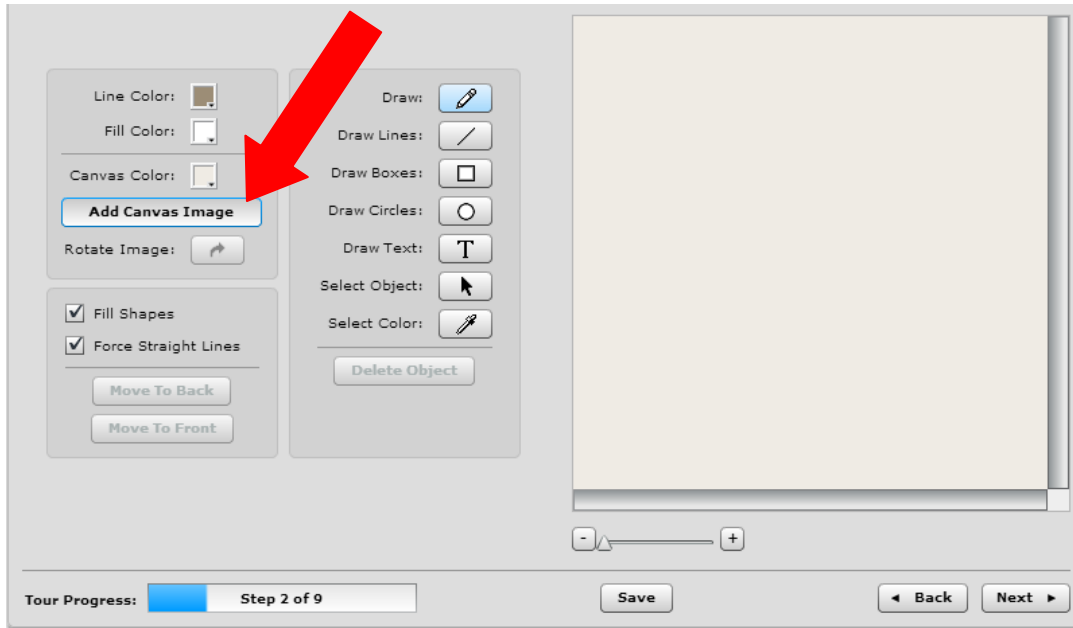 Line Color:
Fill Color:
Canvas Color:
Add Canvas Image
Rotate Image:
Fill Shapes
Force Straight Lines
Move To Back
Move To Front
Draw:
Draw Lines:
Draw Boxes:
Draw Circles:
Draw Text:
T
Select Object:
Select Color:
Delete Object
- +
Tour Progress: Step 2 of 9 Save ◄ Back Next ►